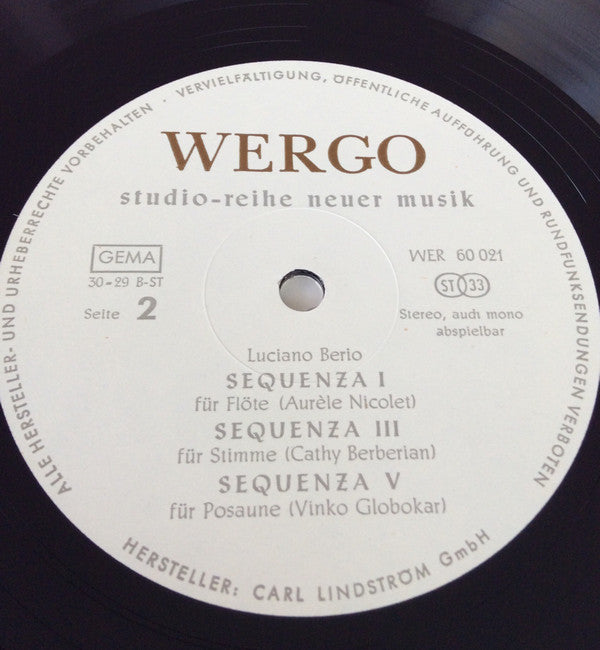 ALLE HERSTELLER- UND URHEBERRECHTE VORBEHALTEN · VERVIELFÄLTIGUNG, ÖFFENTLICHE AUFFÜHRUNG UND RUNDFUNKSENDUNGEN VERBOTEN
WERGO
studio-reihe neuer musik
GEMA
30-29 B-ST
Seite 2
WER 60 021
ST 33
Stereo, auch mono
abspielbar
Luciano Berio
SEQUENZA I
für Flöte (Aurèle Nicolet)
SEQUENZA III
für Stimme (Cathy Berberian)
SEQUENZA V
für Posaune (Vinko Globokar)
HERSTELLER: CARL LINDSTRÖM GmbH